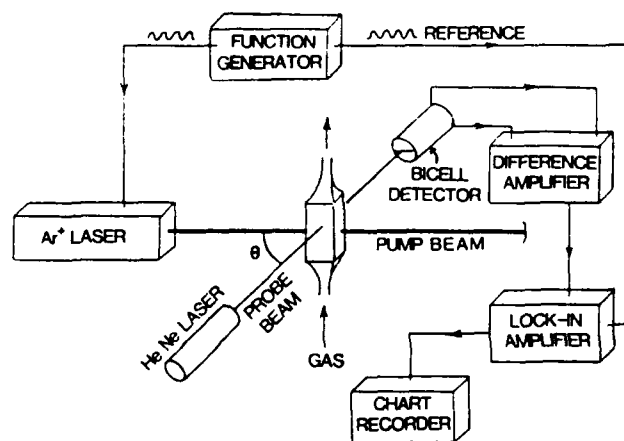 FUNCTION
GENERATOR
REFERENCE
BICELL
DETECTOR
DIFFERENCE
AMPLIFIER
Ar+ LASER
θ
PUMP BEAM
He Ne LASER
PROBE
BEAM
GAS
LOCK-IN
AMPLIFIER
CHART
RECORDER